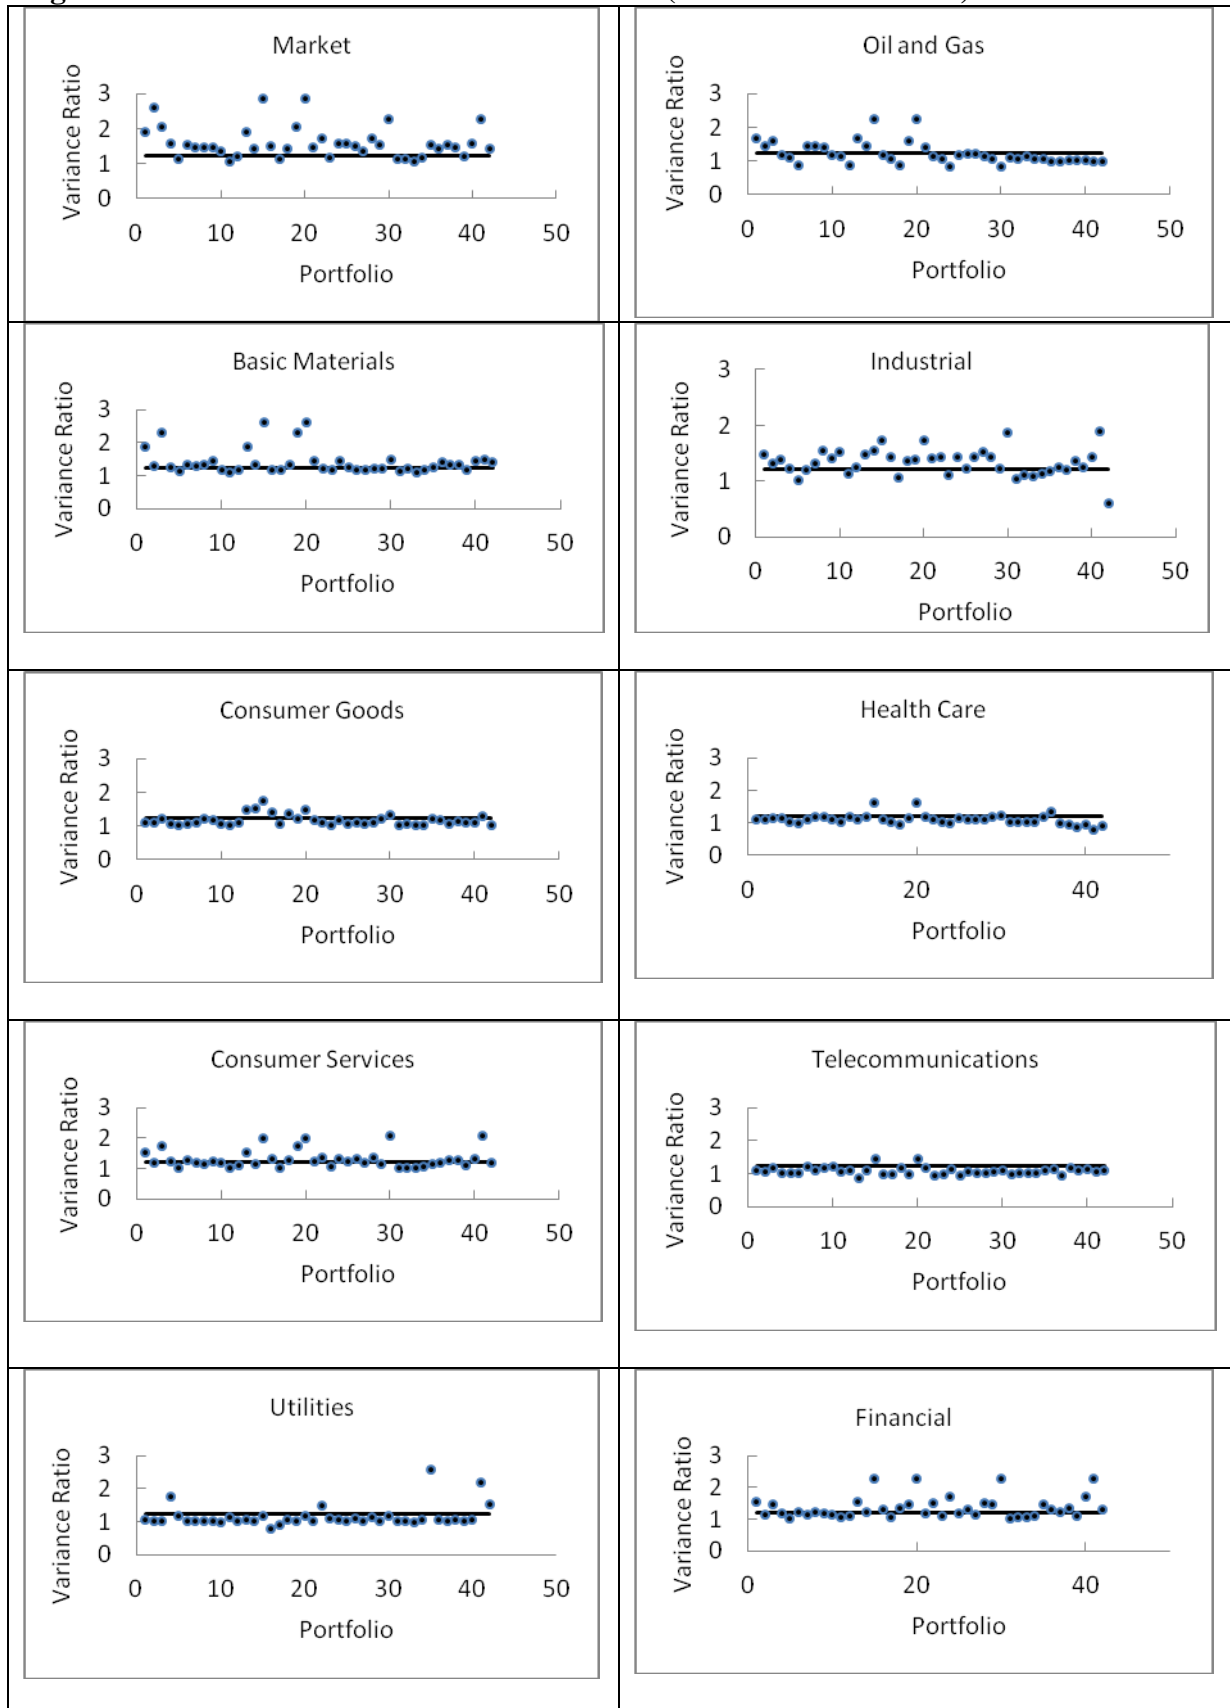 Market
Variance Ratio
3
2
1
0
0 10 20 30 40 50
Portfolio
Oil and Gas
Variance Ratio
3
2
1
0
0 10 20 30 40 50
Portfolio
Basic Materials
Variance Ratio
3
2
1
0
0 10 20 30 40 50
Portfolio
Industrial
Variance Ratio
3
2
1
0
0 10 20 30 40 50
Portfolio
Consumer Goods
Variance Ratio
3
2
1
0
0 10 20 30 40 50
Portfolio
Health Care
Variance Ratio
3
2
1
0
0 20 40
Portfolio
Consumer Services
Variance Ratio
3
2
1
0
0 10 20 30 40 50
Portfolio
Telecommunications
Variance Ratio
3
2
1
0
0 10 20 30 40 50
Portfolio
Utilities
Variance Ratio
3
2
1
0
0 10 20 30 40 50
Portfolio
Financial
Variance Ratio
3
2
1
0
0 20 40
Portfolio